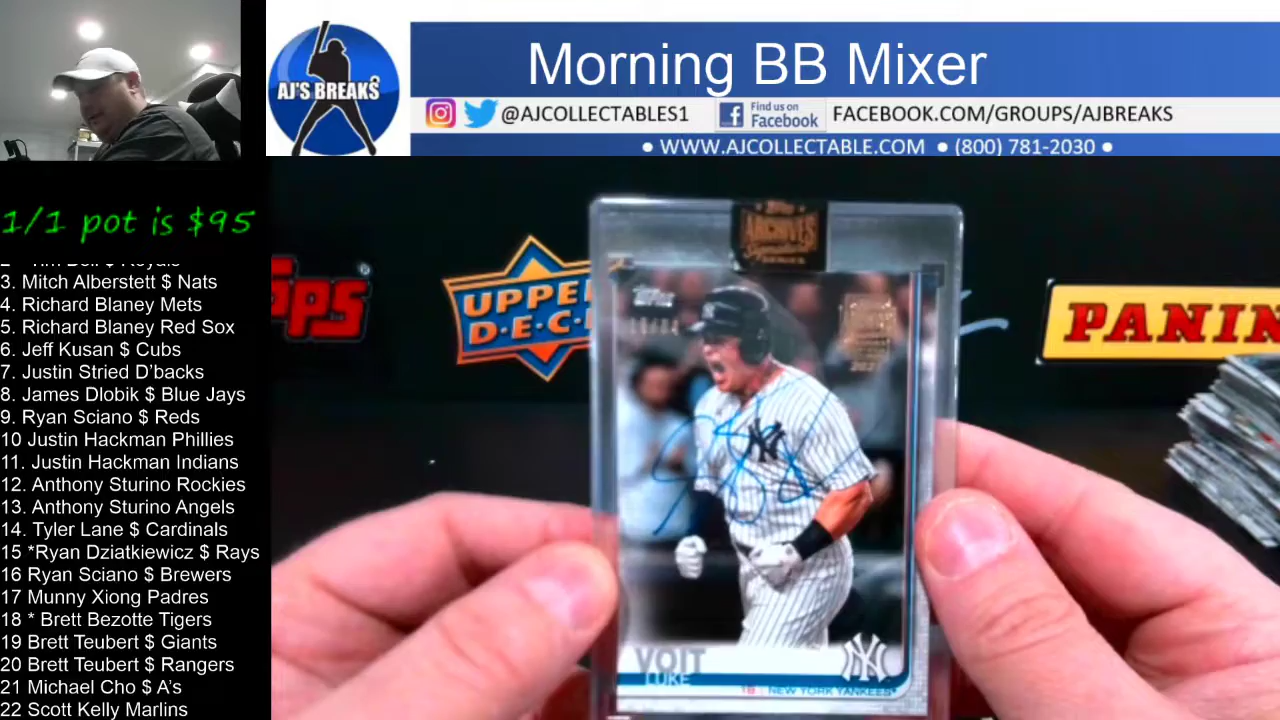 Morning BB Mixer
AJ'S BREAKS
@AJCOLLECTABLES1
Find us on
Facebook
FACEBOOK.COM/GROUPS/AJBREAKS
• WWW.AJCOLLECTABLE.COM • (800) 781-2030 •
1/1 pot is $95
3. Mitch Alberstett $ Nats
4. Richard Blaney Mets
5. Richard Blaney Red Sox
6. Jeff Kusan $ Cubs
7. Justin Stried D'backs
8. James Dlobik $ Blue Jays
9. Ryan Sciano $ Reds
10 Justin Hackman Phillies
11. Justin Hackman Indians
12. Anthony Sturino Rockies
13. Anthony Sturino Angels
14. Tyler Lane $ Cardinals
15 *Ryan Dziatkiewicz $ Rays
16 Ryan Sciano $ Brewers
17 Munny Xiong Padres
18 * Brett Bezotte Tigers
19 Brett Teubert $ Giants
20 Brett Teubert $ Rangers
21 Michael Cho $ A's
22 Scott Kelly Marlins
UPPE
D·E·C
PANIN
ARCHIVES
SERIES
Topps
VOIT
LUKE
1B NEW YORK YANKEES